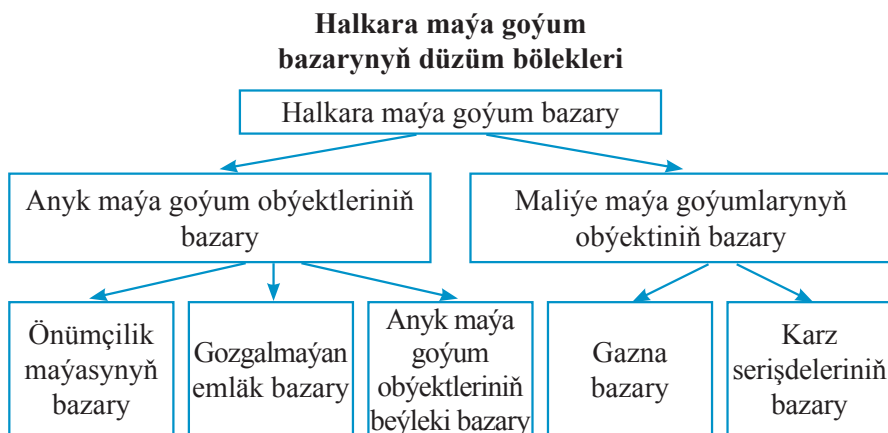 Halkara maýa goýum
bazarynyň düzüm bölekleri
Halkara maýa goýum bazary
Anyk maýa goýum obýektleriniň
bazary
Maliýe maýa goýumlarynyň
obýektiniň bazary
Önümçilik
maýasynyň
bazary
Gozgalmaýan
emläk bazary
Anyk maýa
goýum
obýektleriniň
beýleki bazary
Gazna
bazary
Karz
serişdeleriniň
bazary